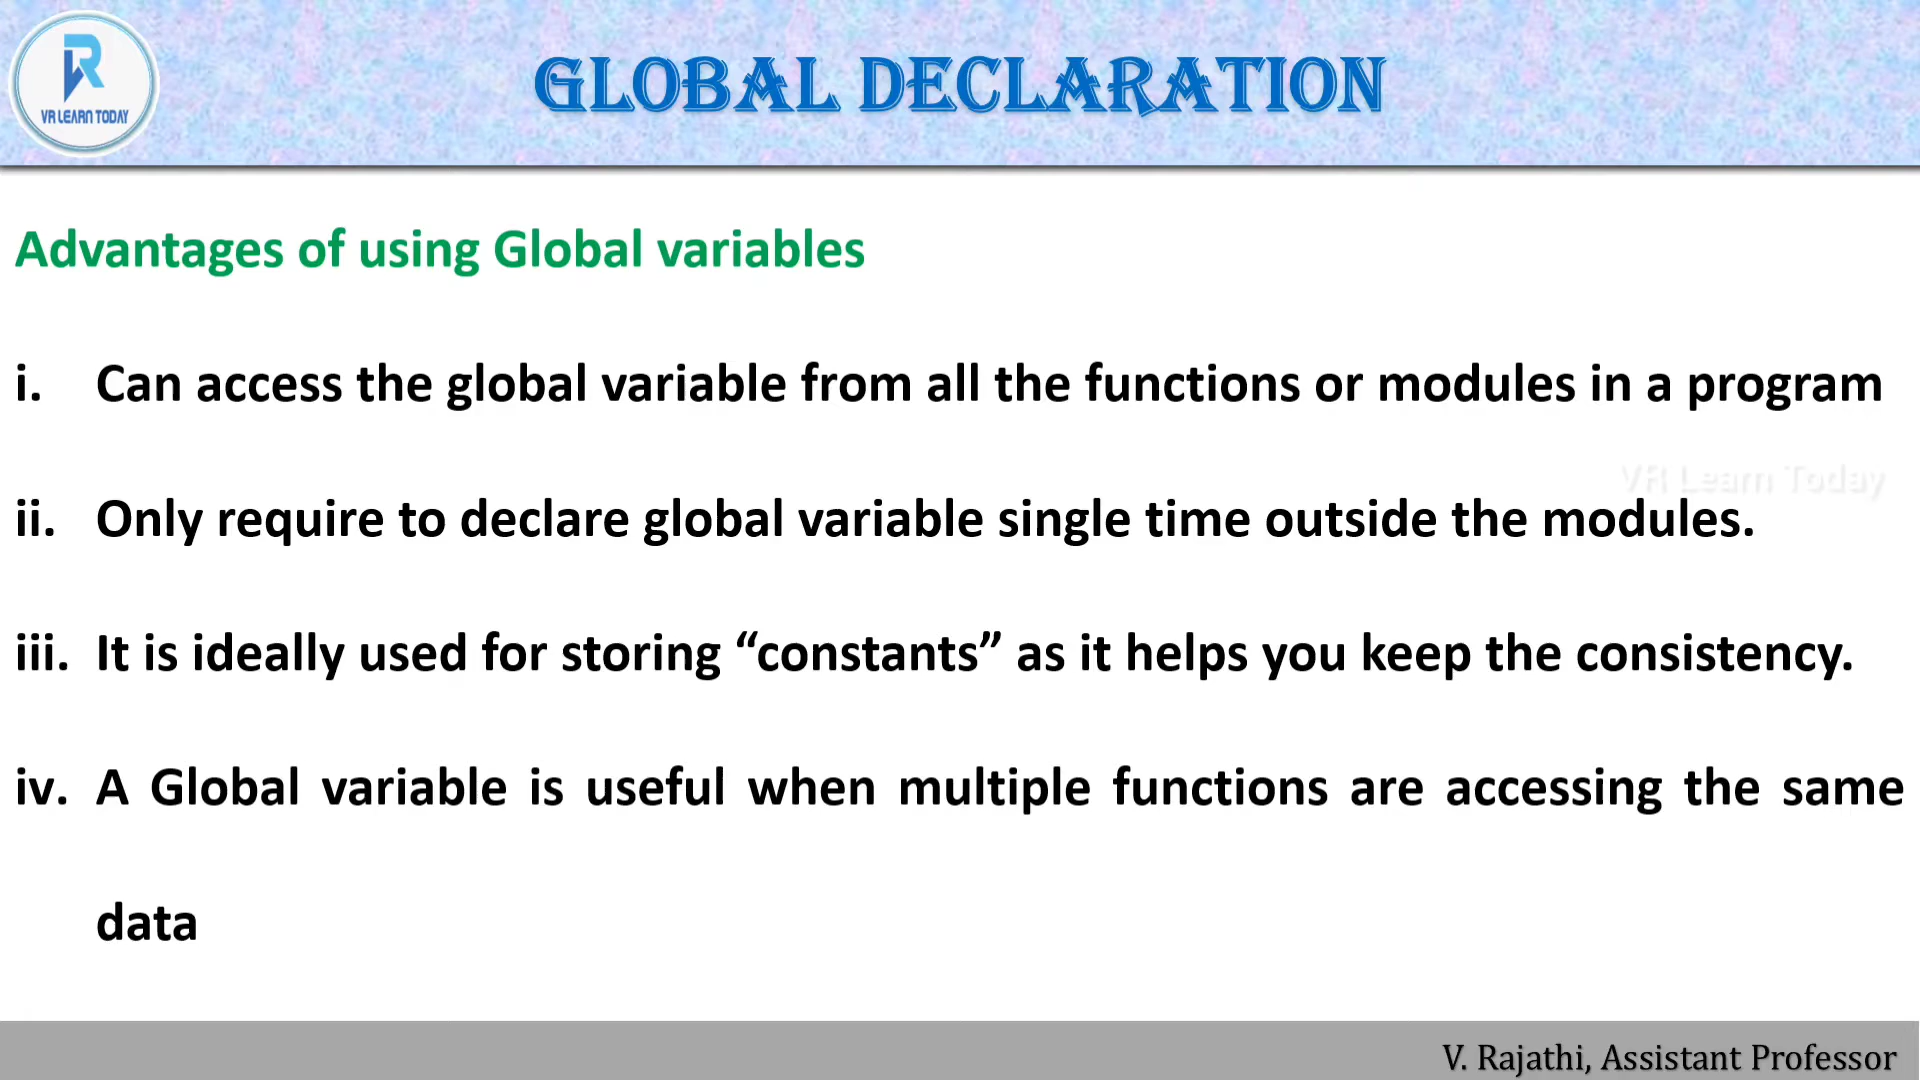 VR LEARN TODAY
GLOBAL DECLARATION
Advantages of using Global variables
i. Can access the global variable from all the functions or modules in a program
VR Learn Today
ii. Only require to declare global variable single time outside the modules.
iii. It is ideally used for storing “constants” as it helps you keep the consistency.
iv. A Global variable is useful when multiple functions are accessing the same
data
V. Rajathi, Assistant Professor